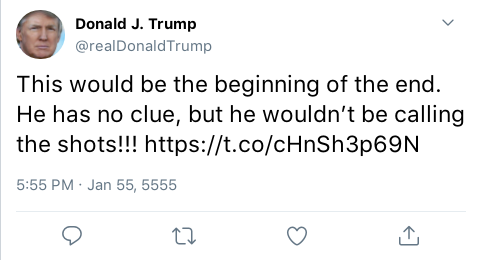 Donald J. Trump
@realDonaldTrump
This would be the beginning of the end.
He has no clue, but he wouldn’t be calling
the shots!!! https://t.co/cHnSh3p69N
5:55 PM · Jan 55, 5555